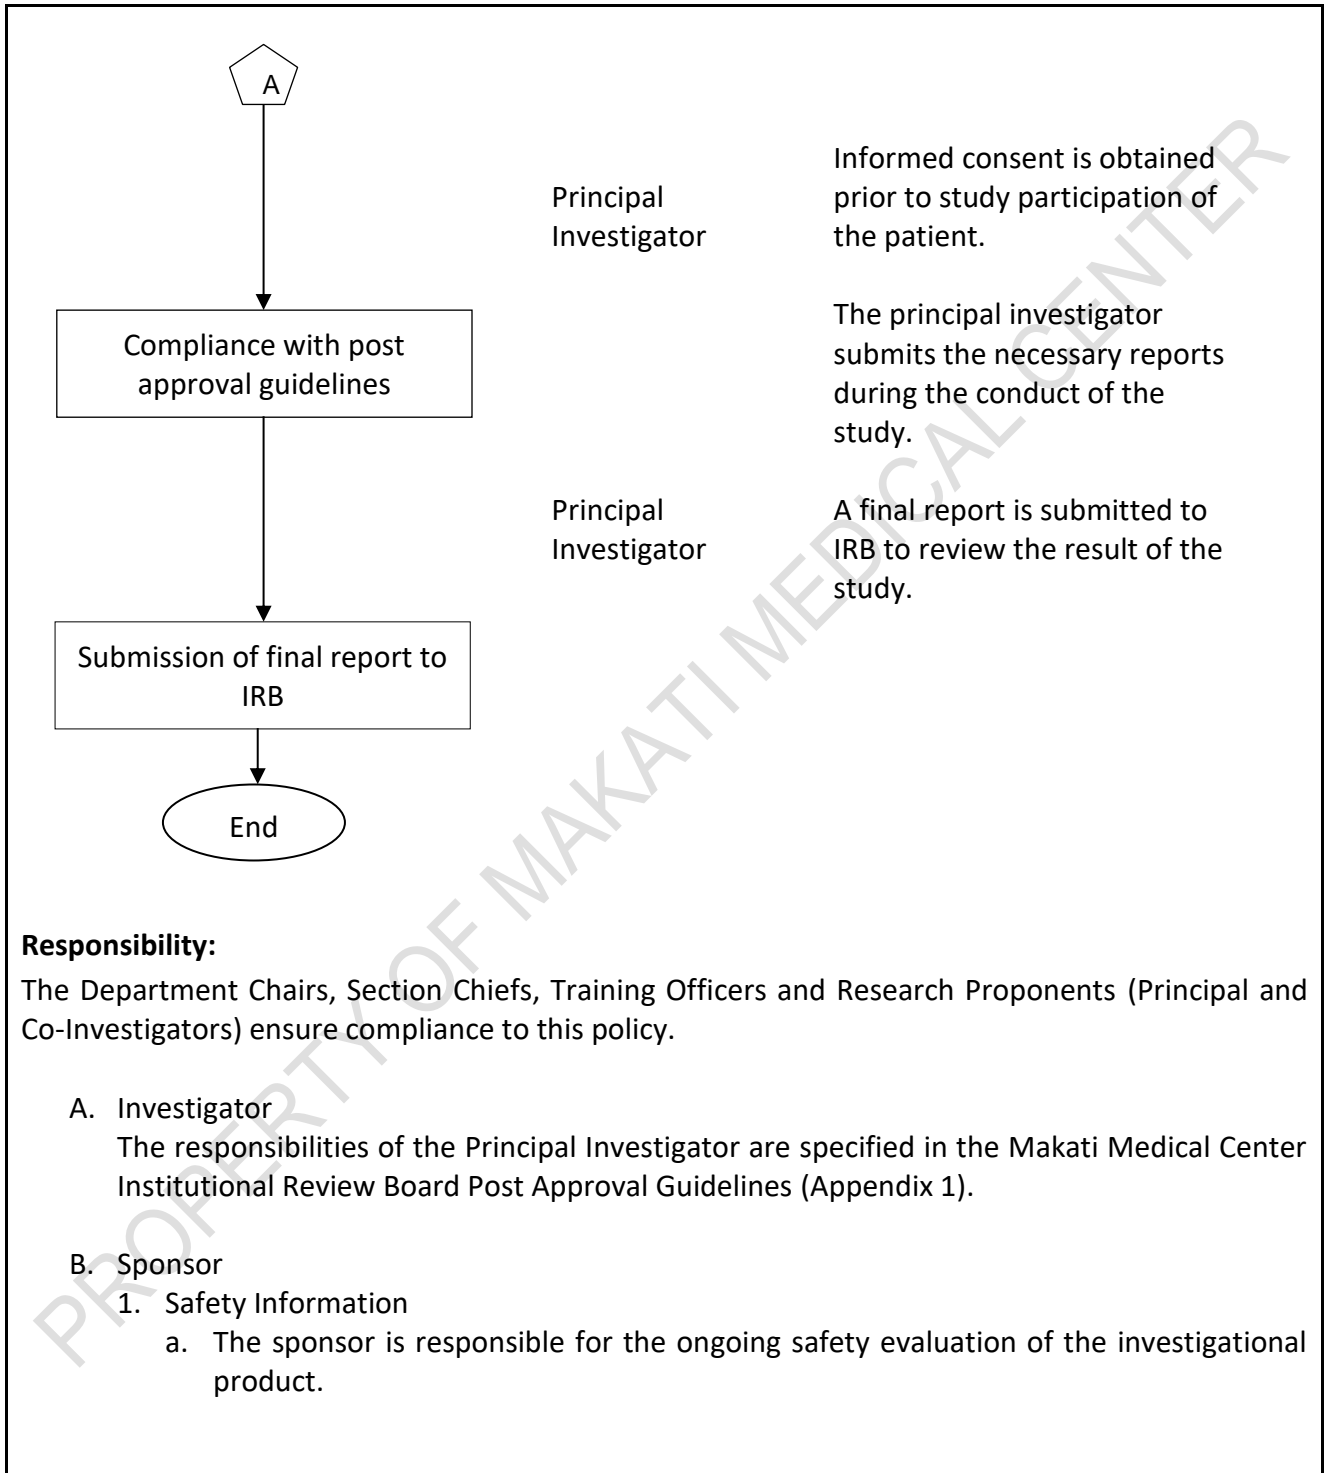 A
Principal
Investigator
Informed consent is obtained
prior to study participation of
the patient.
Compliance with post
approval guidelines
The principal investigator
submits the necessary reports
during the conduct of the
study.
Principal
Investigator
A final report is submitted to
IRB to review the result of the
study.
Submission of final report to
IRB
End
Responsibility:
The Department Chairs, Section Chiefs, Training Officers and Research Proponents (Principal and
Co-Investigators) ensure compliance to this policy.
A. Investigator
The responsibilities of the Principal Investigator are specified in the Makati Medical Center
Institutional Review Board Post Approval Guidelines (Appendix 1).
B. Sponsor
1. Safety Information
a. The sponsor is responsible for the ongoing safety evaluation of the investigational
product.
PROPERTY OF MAKATI MEDICAL CENTER